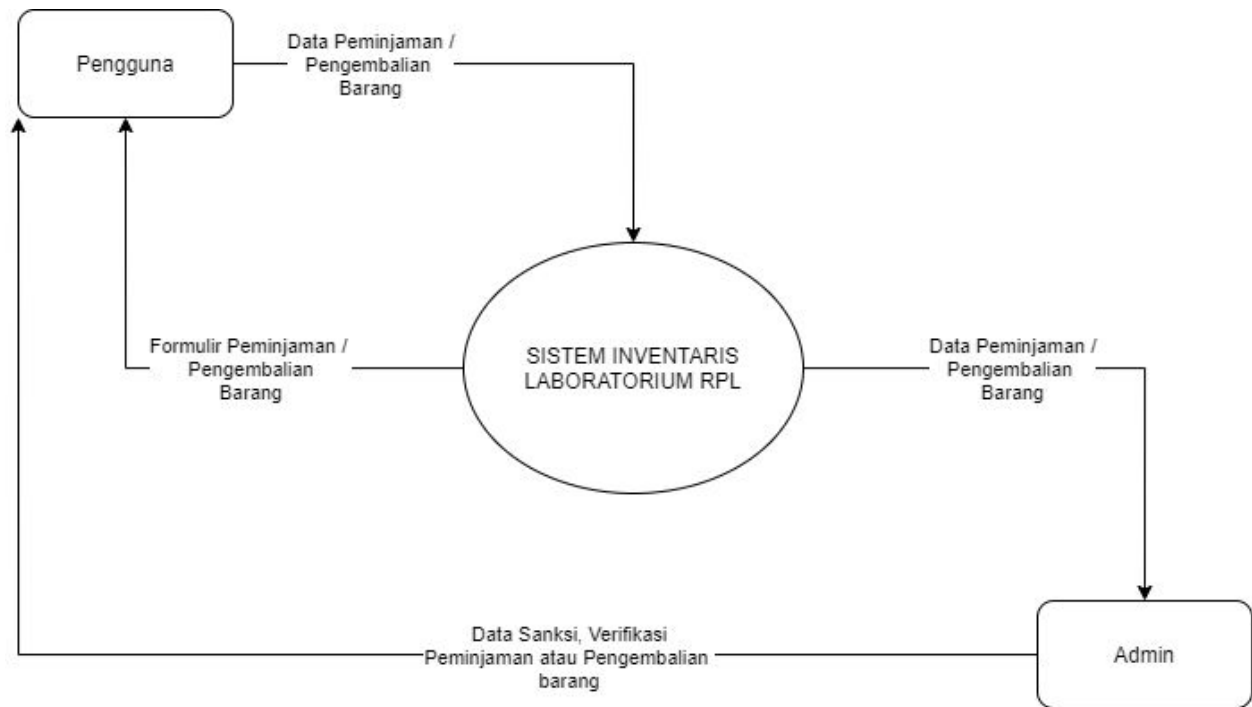 Pengguna
Data Peminjaman /
Pengembalian
Barang
Formulir Peminjaman /
Pengembalian
Barang
SISTEM INVENTARIS
LABORATORIUM RPL
Data Peminjaman /
Pengembalian
Barang
Data Sanksi, Verifikasi
Peminjaman atau Pengembalian
barang
Admin